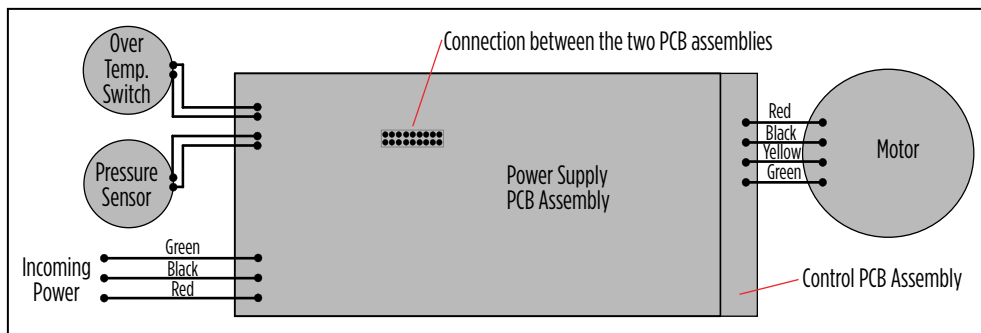 Over
Temp.
Switch
Connection between the two PCB assemblies
Pressure
Sensor
Power Supply
PCB Assembly
Red
Black
Yellow
Green
Motor
Incoming
Power
Green
Black
Red
Control PCB Assembly